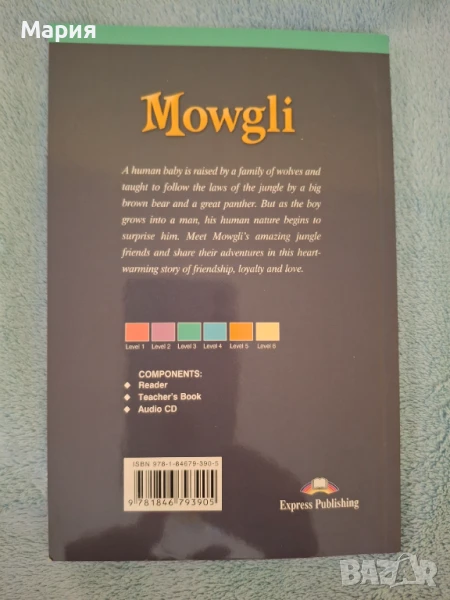 Мария
Mowgli
A human baby is raised by a family of wolves and
taught to follow the laws of the jungle by a big
brown bear and a great panther. But as the boy
grows into a man, his human nature begins to
surprise him. Meet Mowgli's amazing jungle
friends and share their adventures in this heart-
warming story of friendship, loyalty and love.
Level 1 Level 2 Level 3 Level 4 Level 5 Level 6
COMPONENTS:
◆ Reader
◆ Teacher's Book
◆ Audio CD
ISBN 978-1-84679-390-5
9 781846 793905
Express Publishing
BAZAR